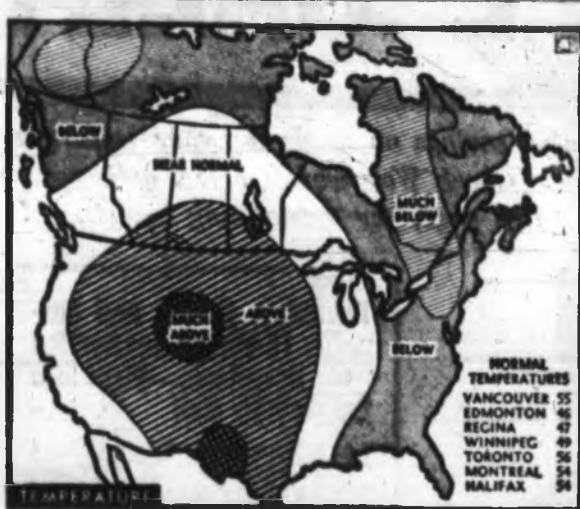 BELOW
NEAR NORMAL
MUCH
BELOW
MUCH
ABOVE
ABOVE
BELOW
NORMAL
TEMPERATURES
VANCOUVER 55
EDMONTON 46
REGINA 47
WINNIPEG 49
TORONTO 56
MONTREAL 54
HALIFAX 54
TEMPERATURE